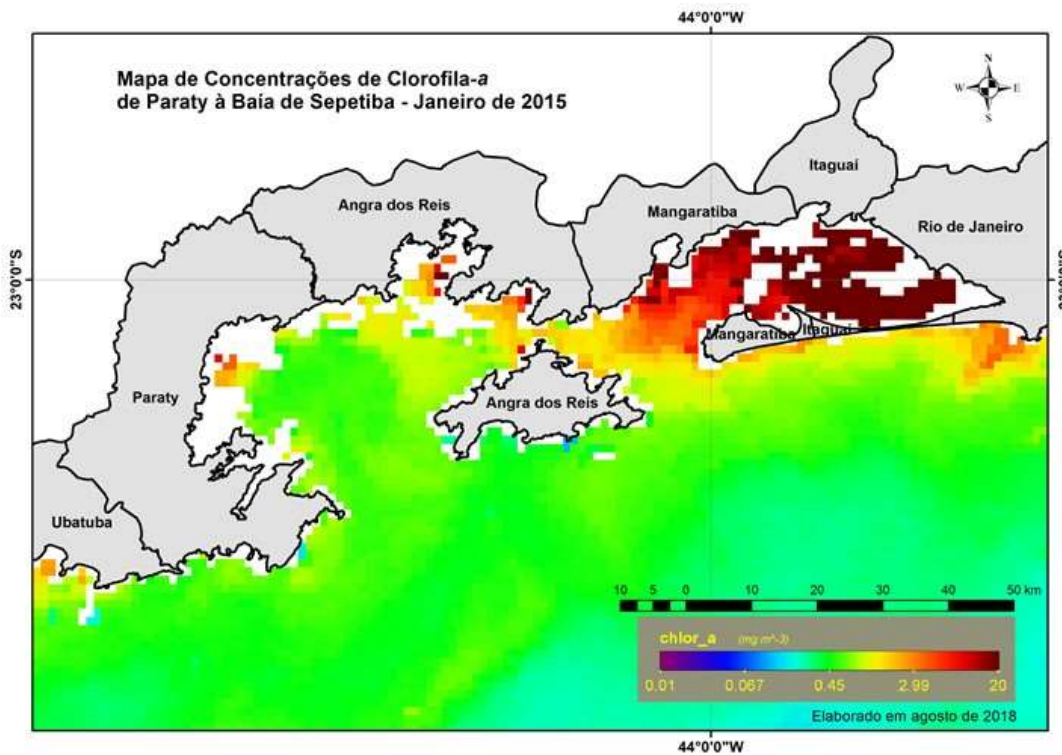 44°0'0"W
Mapa de Concentrações de Clorofila-a
de Paraty à Baía de Sepetiba - Janeiro de 2015
N
W E
S
Itaguaí
Angra dos Reis
Mangaratiba
Rio de Janeiro
23°0'0"S
Mangaratiba
Itaguaí
Paraty
Angra dos Reis
Ubatuba
10 5 0 10 20 30 40 50 km
chlor_a (mg m^-3)
0.01 0.067 0.45 2.99 20
Elaborado em agosto de 2018
44°0'0"W